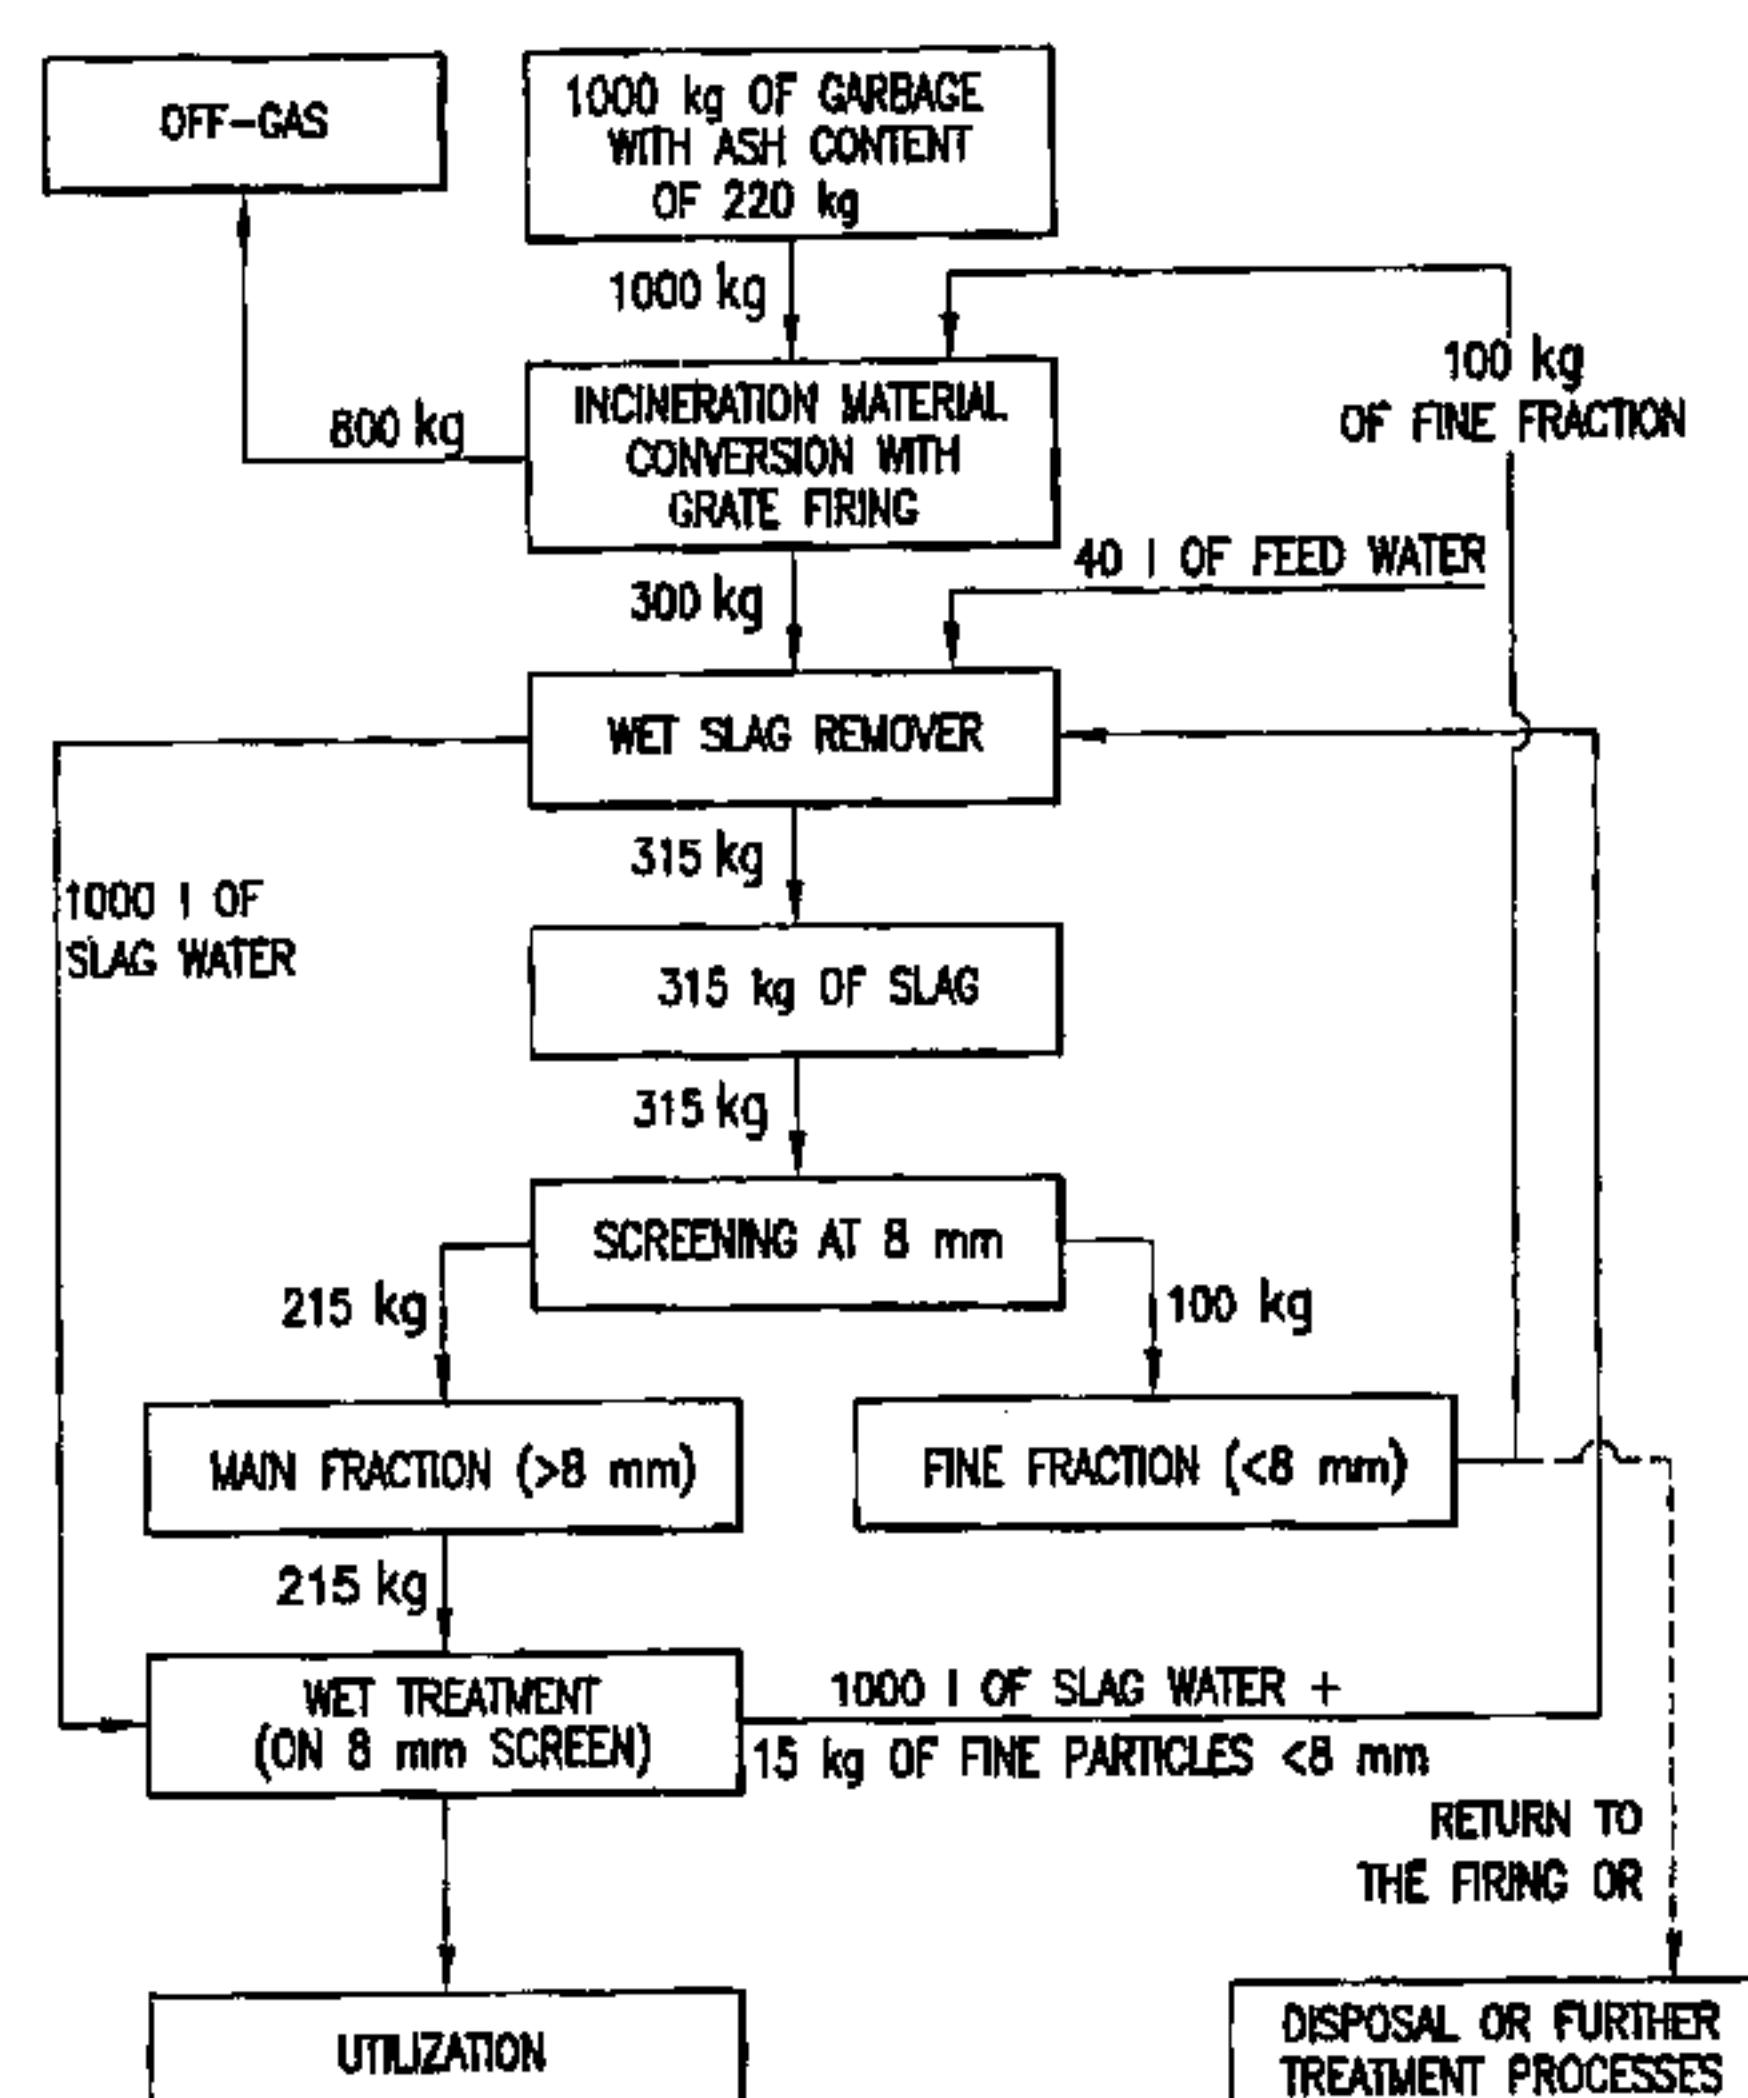 OFF-GAS
1000 kg OF GARBAGE
WITH ASH CONTENT
OF 220 kg
1000 kg
100 kg
OF FINE FRACTION
800 kg
INCINERATION MATERIAL
CONVERSION WITH
GRATE FIRING
300 kg
40 l OF FEED WATER
WET SLAG REMOVER
315 kg
1000 l OF
SLAG WATER
315 kg OF SLAG
315 kg
SCREENING AT 8 mm
215 kg
100 kg
MAIN FRACTION (>8 mm)
FINE FRACTION (<8 mm)
215 kg
WET TREATMENT
(ON 8 mm SCREEN)
1000 l OF SLAG WATER +
15 kg OF FINE PARTICLES <8 mm
RETURN TO
THE FIRING OR
UTILIZATION
DISPOSAL OR FURTHER
TREATMENT PROCESSES